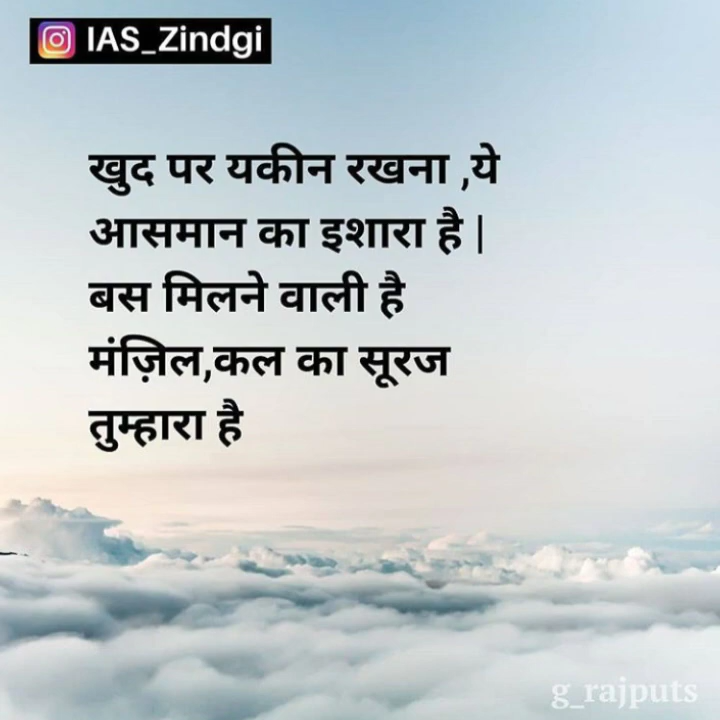 IAS_Zindgi
खुद पर यकीन रखना ,ये
आसमान का इशारा है |
बस मिलने वाली है
मंज़िल,कल का सूरज
तुम्हारा है
g_rajputs